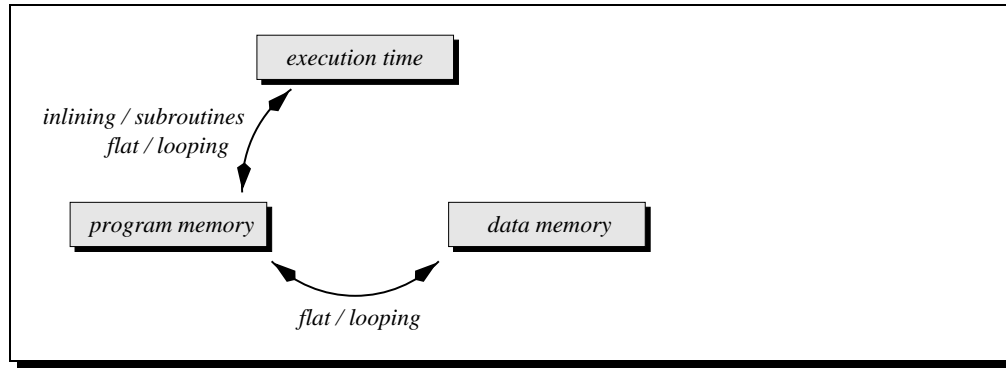 execution time
inlining / subroutines
flat / looping
program memory
data memory
flat / looping